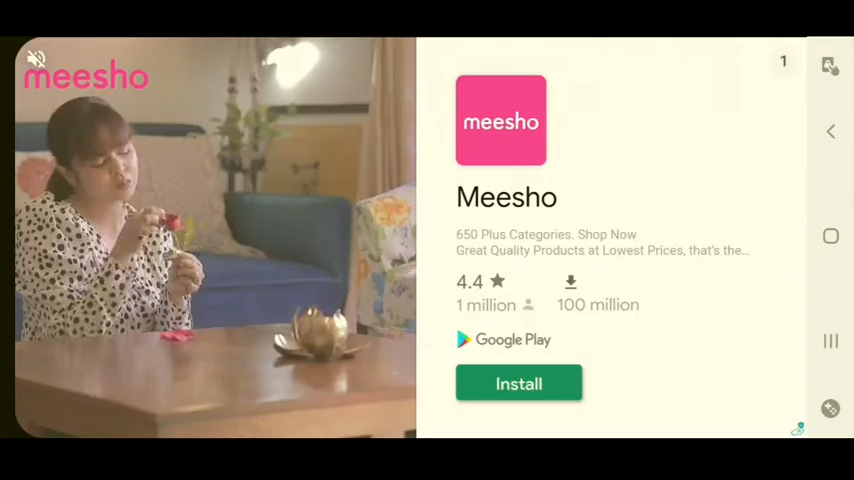 meesho
1
meesho
Meesho
650 Plus Categories. Shop Now
Great Quality Products at Lowest Prices, that's the...
4.4
1 million
100 million
Google Play
Install